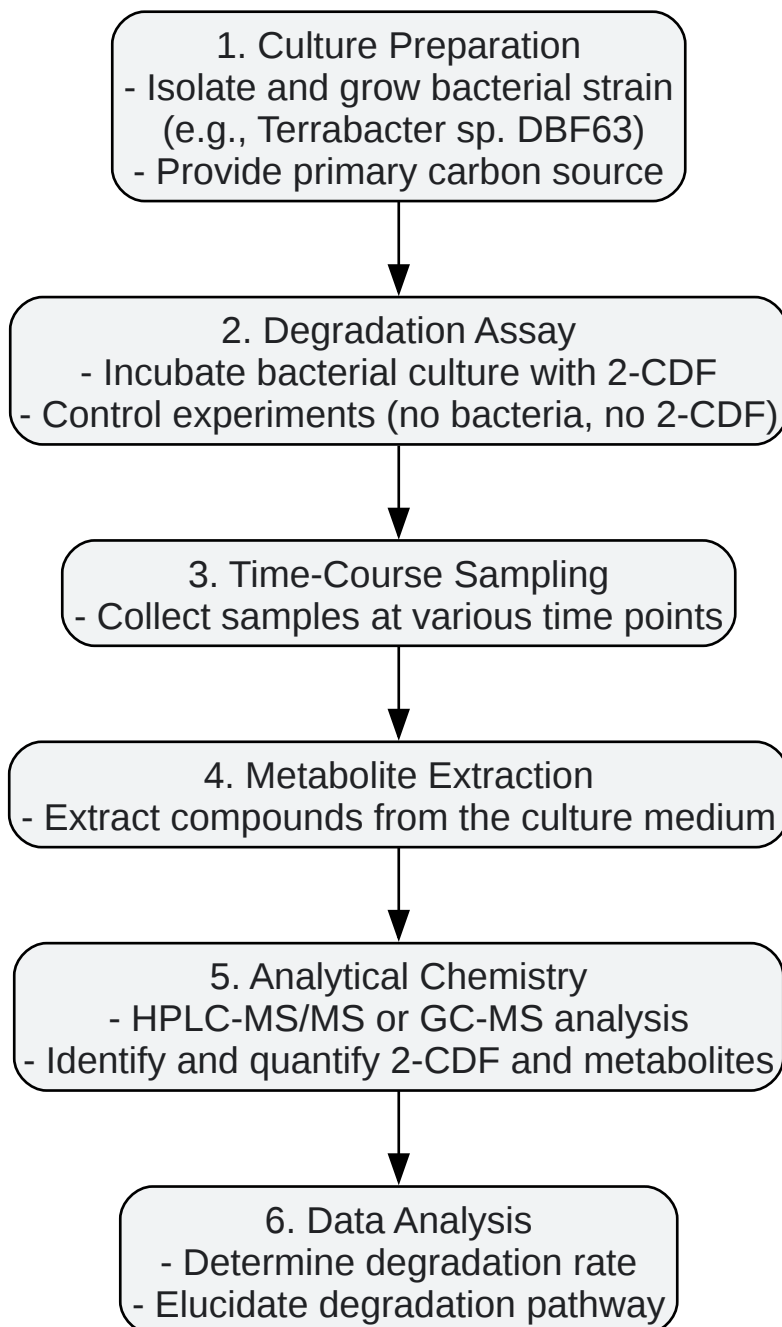 1. Culture Preparation
- Isolate and grow bacterial strain
(e.g., Terrabacter sp. DBF63)
- Provide primary carbon source
2. Degradation Assay
- Incubate bacterial culture with 2-CDF
- Control experiments (no bacteria, no 2-CDF)
3. Time-Course Sampling
- Collect samples at various time points
4. Metabolite Extraction
- Extract compounds from the culture medium
5. Analytical Chemistry
- HPLC-MS/MS or GC-MS analysis
- Identify and quantify 2-CDF and metabolites
6. Data Analysis
- Determine degradation rate
- Elucidate degradation pathway